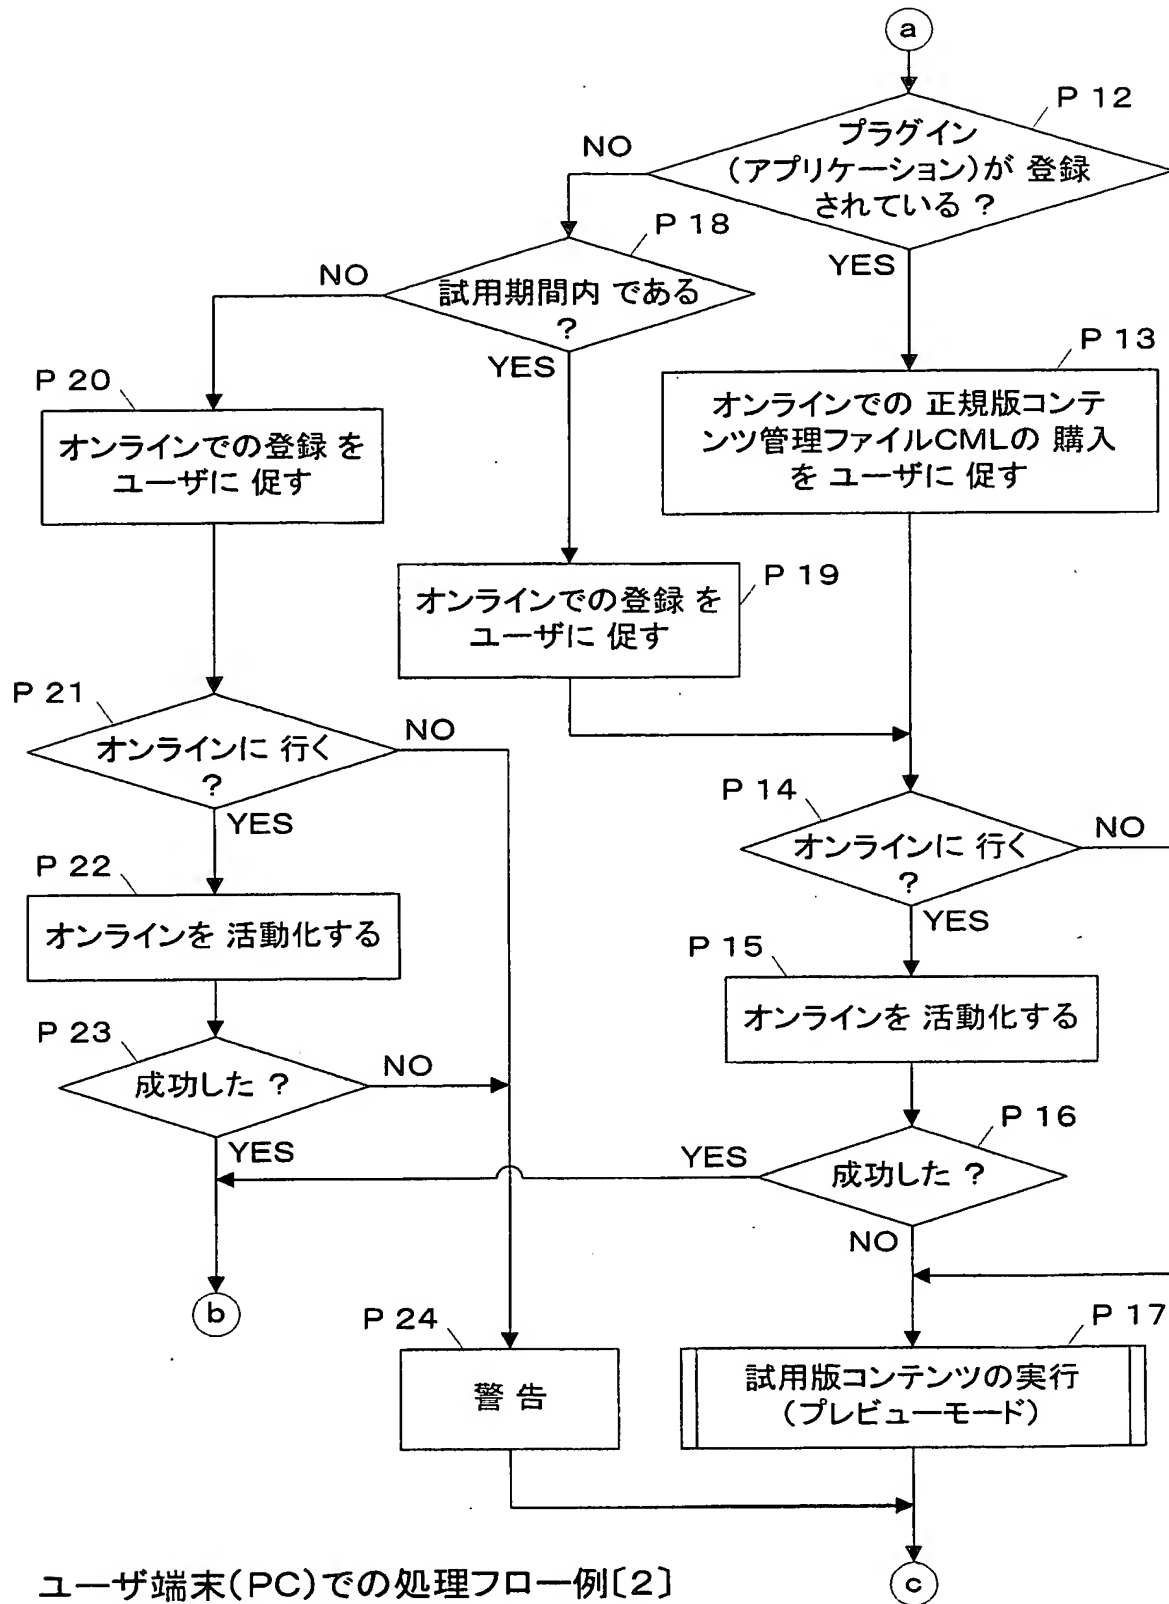 a
P 12
プラグイン
(アプリケーション)が 登録
されている ?
NO
YES
P 18
試用期間内 である
?
NO
YES
P 13
オンラインでの 正規版コンテ
ンツ管理ファイルCMLの 購入
を ユーザに 促す
P 20
オンラインでの登録 を
ユーザに 促す
P 19
オンラインでの登録 を
ユーザに 促す
P 21
オンラインに 行く
?
NO
YES
P 14
オンラインに 行く
?
NO
YES
P 22
オンラインを 活動化する
P 15
オンラインを 活動化する
P 23
成功した ?
NO
YES
P 16
成功した ?
YES
NO
b
P 24
警 告
P 17
試用版コンテンツの実行
(プレビューモード)
ユーザ端末(PC)での処理フロー例〔2〕
c